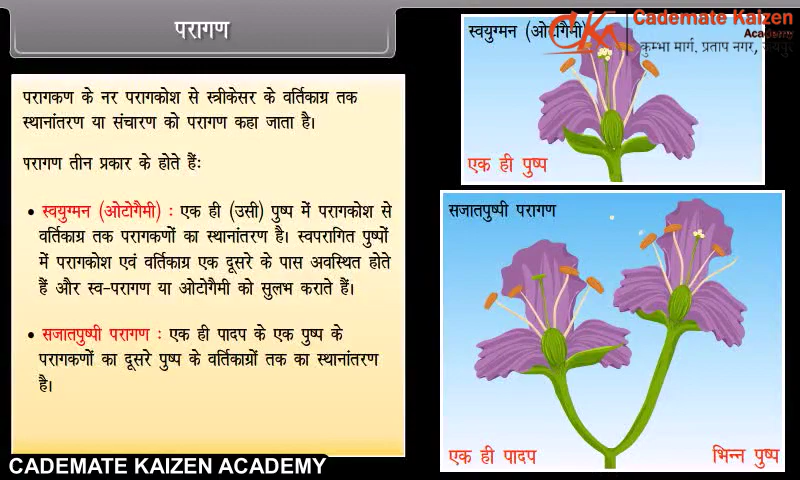 परागण
परागकण के नर परागकोश से स्त्रीकेसर के वर्तिकाग्र तक
स्थानांतरण या संचारण को परागण कहा जाता है।
परागण तीन प्रकार के होते हैं:
• स्वयुग्मन (ओटोगैमी) : एक ही (उसी) पुष्प में परागकोश से
वर्तिकाग्र तक परागकणों का स्थानांतरण है। स्वपरागित पुष्पों
में परागकोश एवं वर्तिकाग्र एक दूसरे के पास अवस्थित होते
हैं और स्व-परागण या ओटोगैमी को सुलभ कराते हैं।
• सजातपुष्पी परागण : एक ही पादप के एक पुष्प के
परागकणों का दूसरे पुष्प के वर्तिकाग्रों तक का स्थानांतरण
है।
CADEMATE KAIZEN ACADEMY
स्वयुग्मन (ओटोगैमी)
CKA
Cademate Kaizen
Academy
कुम्भा मार्ग, प्रताप नगर, जयपुर
एक ही पुष्प
सजातपुष्पी परागण
एक ही पादप
भिन्न पुष्प